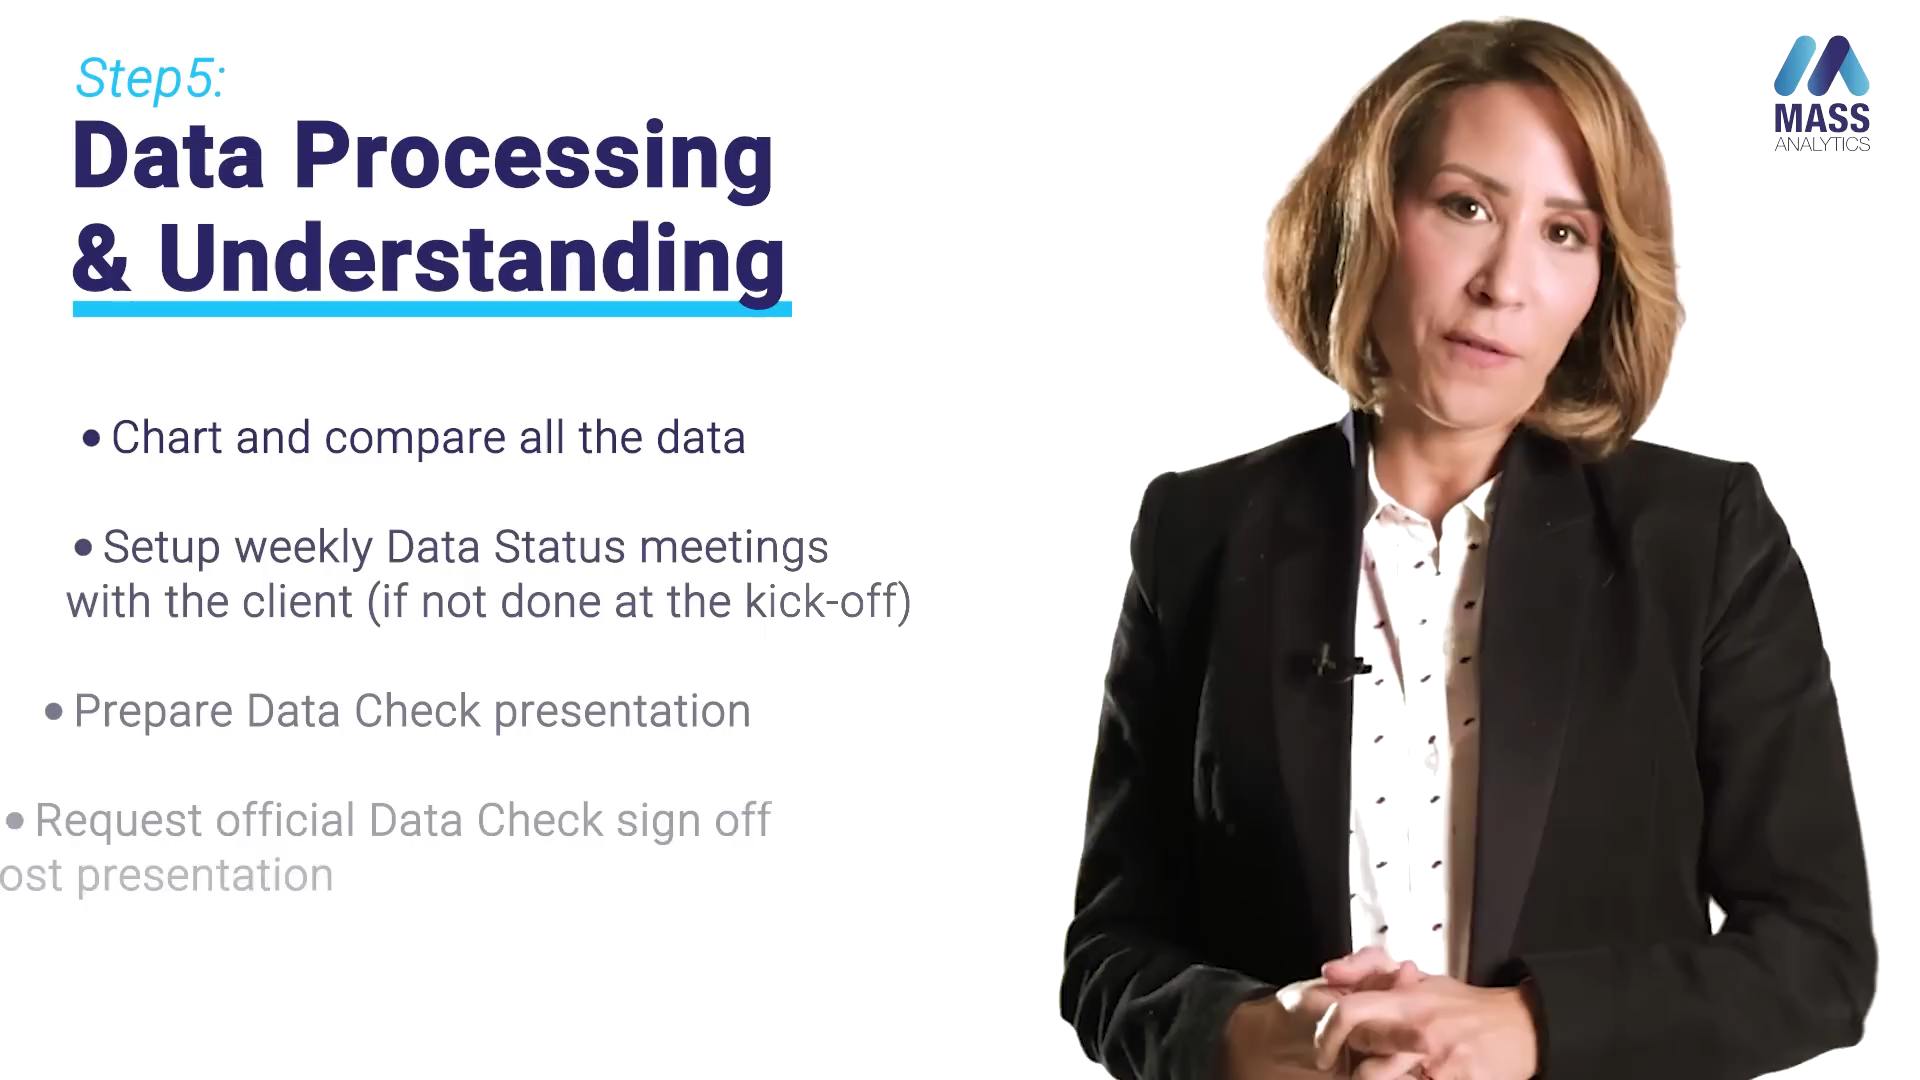 Step5:
Data Processing
& Understanding
• Chart and compare all the data
• Setup weekly Data Status meetings
with the client (if not done at the kick-off)
• Prepare Data Check presentation
• Request official Data Check sign off
ost presentation
MASS
ANALYTICS